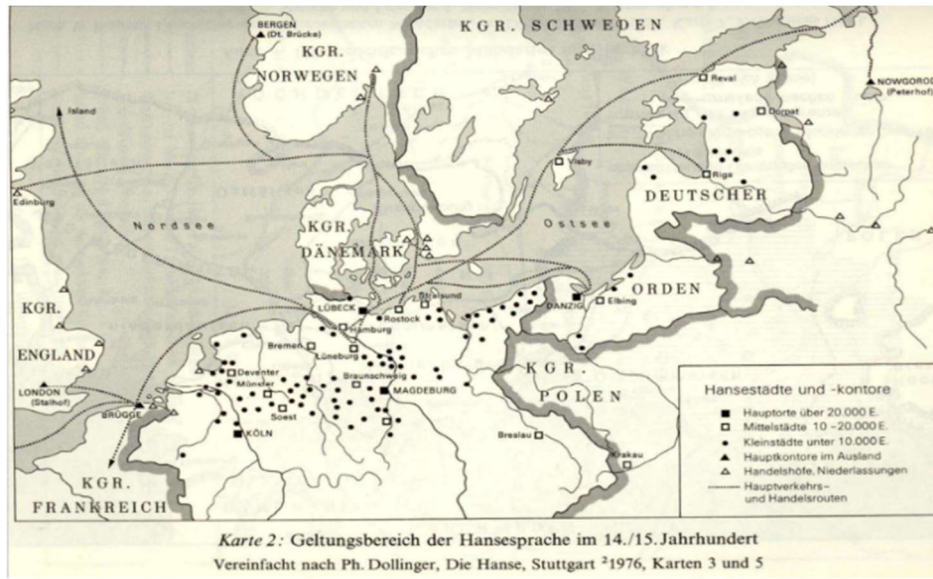 BERGEN
(Dt. Brücke)
KGR. SCHWEDEN
KGR.
NORWEGEN
Island
Reval
NOWGOROD
(Peterhof)
Dorpat
Visby
Riga
Edinburg
Nordsee
Ostsee
DEUTSCHER
ORDEN
KGR.
DÄNEMARK
LÜBECK
Stralsund
Rostock
DANZIG
Elbing
Hamburg
KGR.
ENGLAND
Bremen
Lüneburg
Deventer
Münster
Braunschweig
MAGDEBURG
LONDON
(Stalhof)
BRÜGGE
Soest
KÖLN
KGR.
POLEN
Breslau
Krakau
KGR.
FRANKREICH
Hansestädte und -kontore
Hauptorte über 20.000 E.
Mittelstädte 10-20.000 E.
Kleinstädte unter 10.000 E.
Hauptkontore im Ausland
Handelshöfe, Niederlassungen
Hauptverkehrs-
und Handelsrouten
Karte 2: Geltungsbereich der Hansesprache im 14./15. Jahrhundert
Vereinfacht nach Ph. Dollinger, Die Hanse, Stuttgart ²1976, Karten 3 und 5